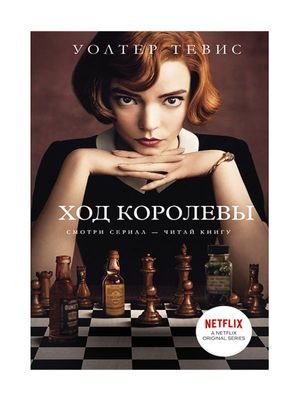 УОЛТЕР ТЕВИС
ХОД КОРОЛЕВЫ
СМОТРИ СЕРИАЛ — ЧИТАЙ КНИГУ
NETFLIX
A NETFLIX
ORIGINAL SERIES